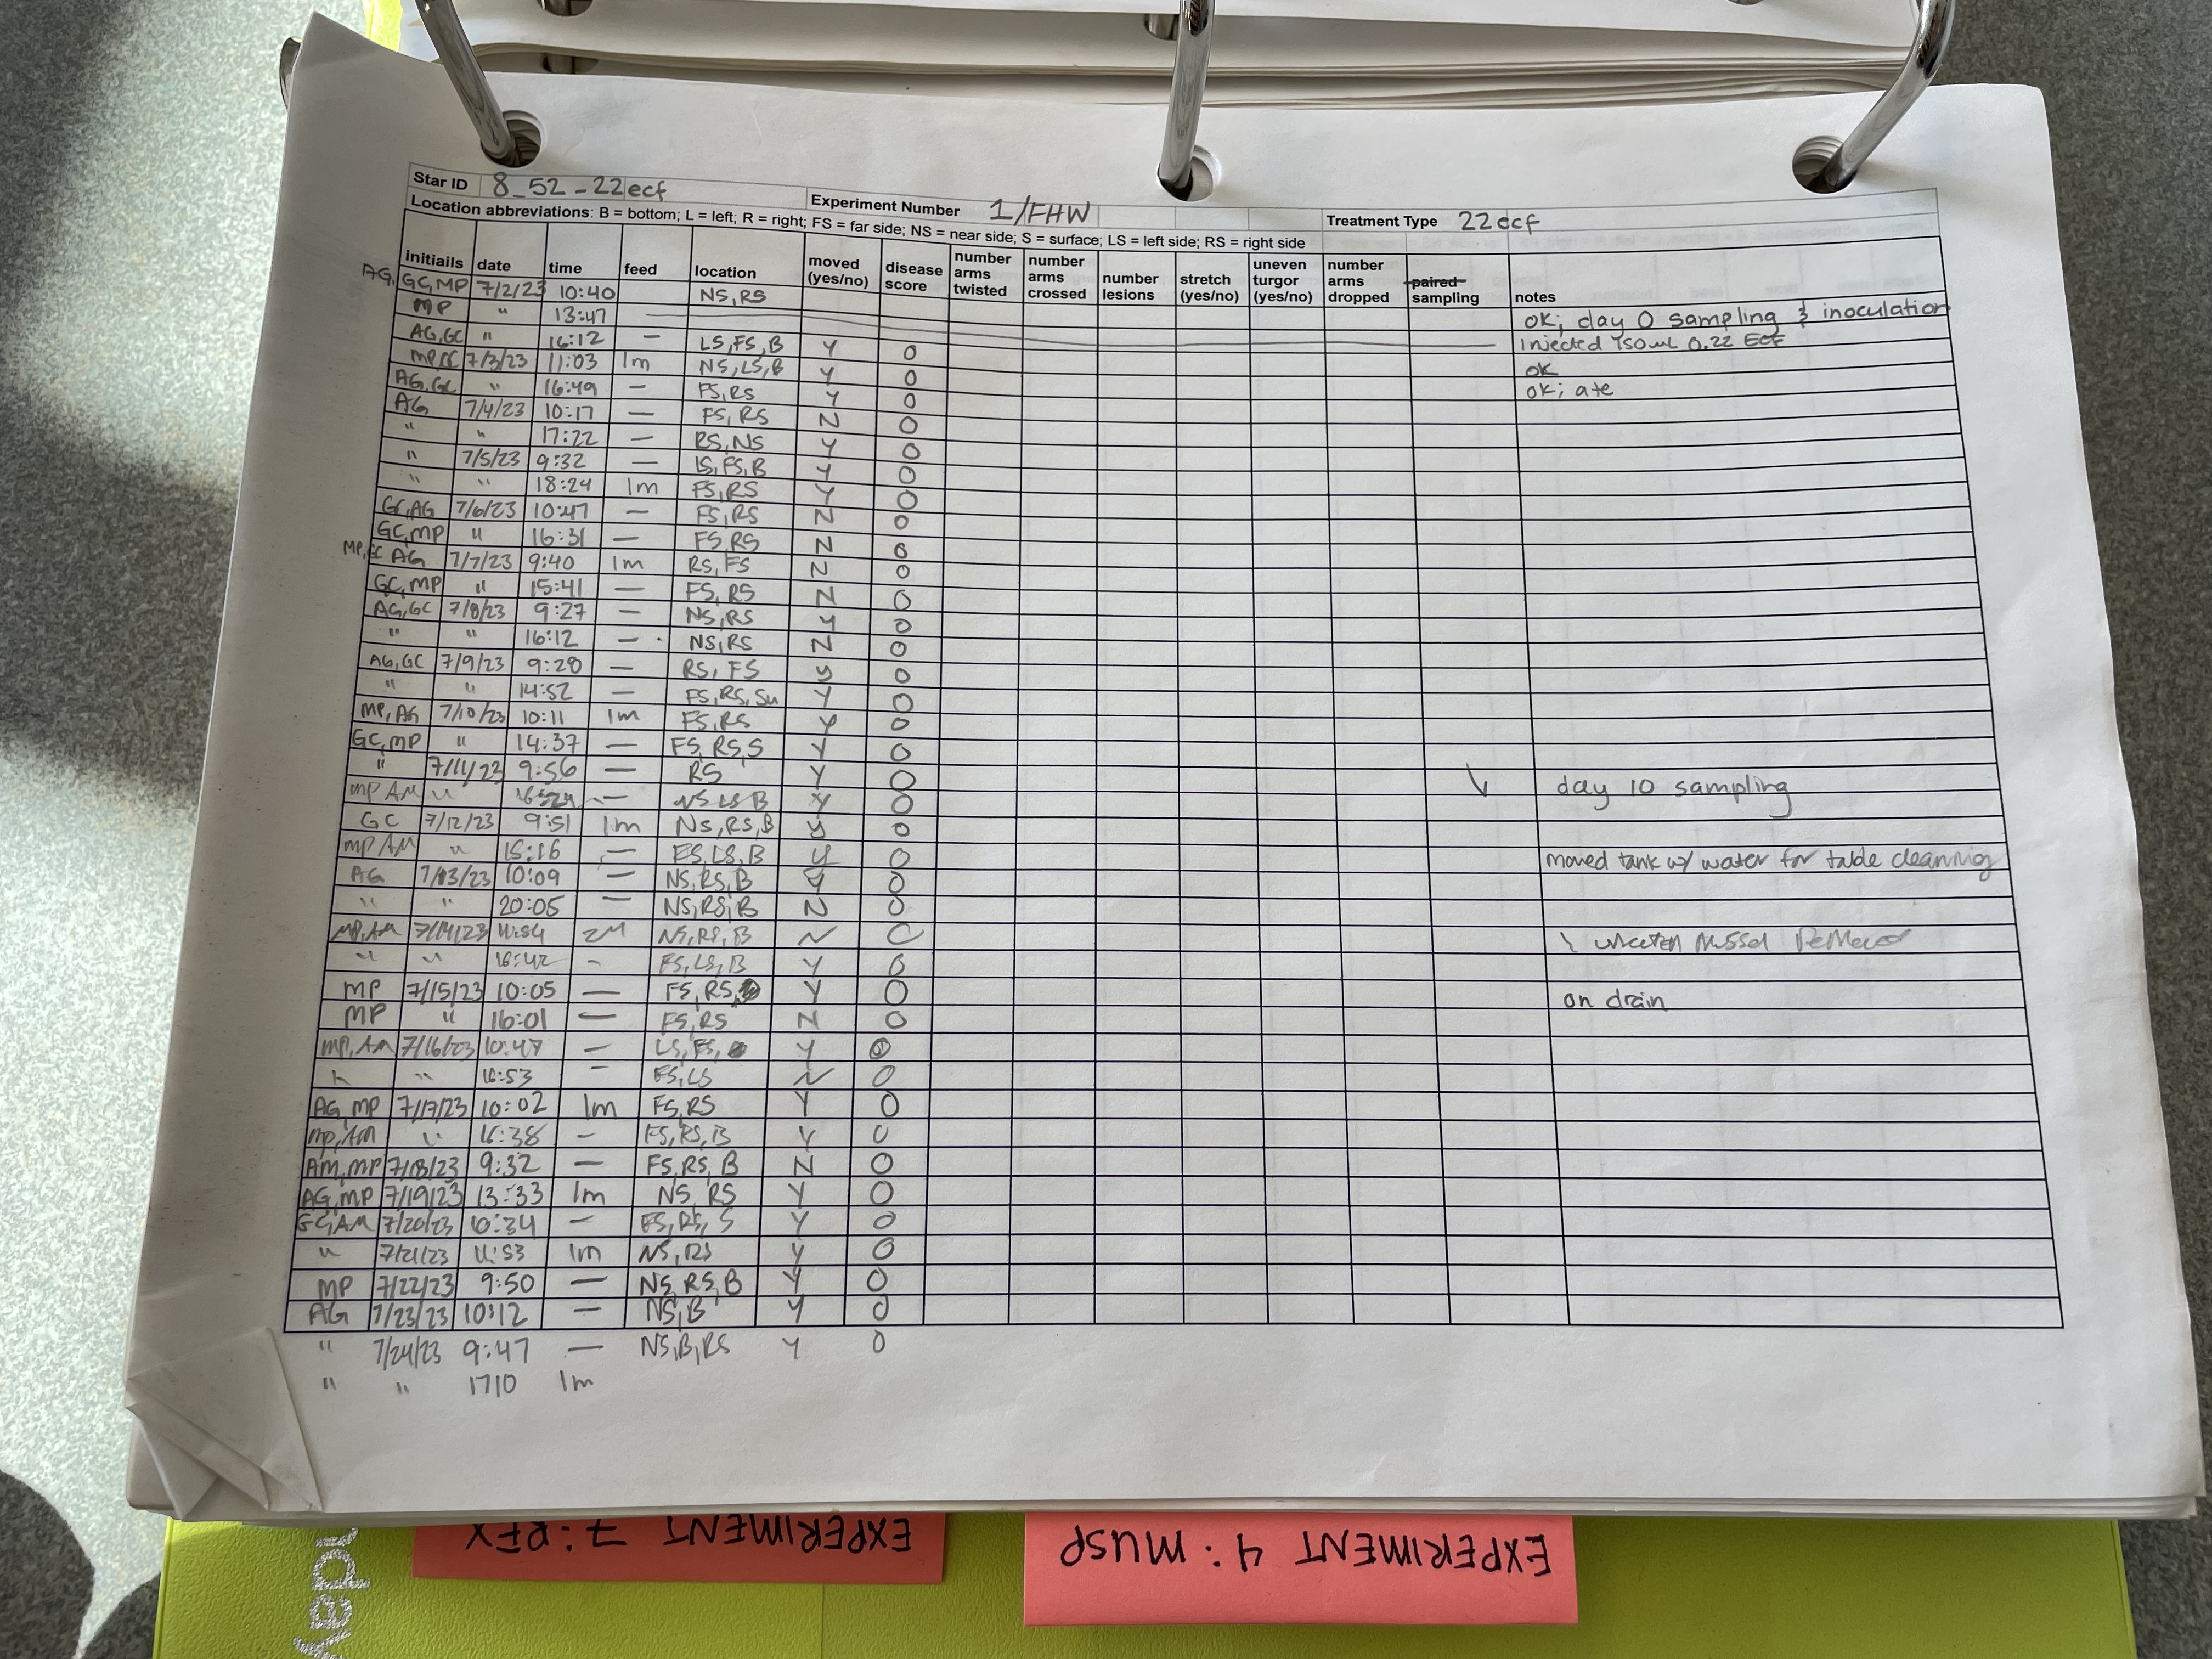 Star ID 8_52-22ecf Experiment Number 1/FHW Treatment Type 22ecf
Location abbreviations: B = bottom; L = left; R = right; FS = far side; NS = near side; S = surface; LS = left side; RS = right side
initiails date time feed location moved (yes/no) disease score number arms twisted number arms crossed number lesions stretch (yes/no) uneven turgor (yes/no) number arms dropped paired sampling notes
AG, GC, MP 7/2/23 10:40 NS, RS ok; day 0 sampling & inoculation
MP " 13:47 injected 150uL 0.22 ECF
AG, GC " 16:12 — LS, FS, B Y 0 ok
MP, GC 7/3/23 11:03 1m NS, LS, B Y 0 ok; ate
AG, GC " 16:49 — FS, RS Y 0
AG 7/4/23 10:17 — FS, RS N 0
" " 17:22 — RS, NS Y 0
" 7/5/23 9:32 — LS, FS, B Y 0
" " 18:24 1m FS, RS Y 0
GC, AG 7/6/23 10:47 — FS, RS N 0
GC, MP " 16:31 — FS, RS N 0
MP, GC AG 7/7/23 9:40 1m RS, FS N 0
GC, MP " 15:41 — FS, RS N 0
AG, GC 7/8/23 9:27 — NS, RS Y 0
" " 16:12 — NS, RS N 0
AG, GC 7/9/23 9:28 — RS, FS Y 0
" " 14:52 — FS, RS, Su Y 0
MP, AG 7/10/23 10:11 1m FS, RS Y 0
GC, MP " 14:37 — FS, RS, S Y 0
" 7/11/23 9:56 — RS Y 0 day 10 sampling
MP AM " 16:24 — NS LS B Y 0
GC 7/12/23 9:51 1m NS, RS, B Y 0
MP AM " 15:16 — FS, LS, B Y 0 moved tank w/ water for table cleaning
AG 7/13/23 10:09 — NS, RS, B Y 0
" " 20:05 — NS, RS, B N 0
MP, AM 7/14/23 2M NS, RS, B N 0 1 uneaten mussel removed
" " 16:42 - FS, LS, B Y 0
MP 7/15/23 10:05 — FS, RS Y 0 on drain
MP " 16:01 — FS, RS N 0
MP, AM 7/16/23 10:47 — LS, FS, Y 0
" " 16:53 — FS, LS N 0
AG, MP 7/17/23 10:02 1m FS, RS Y 0
MP, AM " 16:38 — FS, RS, B Y 0
AM, MP 7/18/23 9:32 — FS, RS, B N 0
AG, MP 7/19/23 13:33 1m NS, RS Y 0
GC, AM 7/20/23 10:34 — FS, RS, S Y 0
" 7/21/23 11:53 1m NS, RS Y 0
MP 7/22/23 9:50 — NS, RS, B Y 0
AG 7/23/23 10:12 — NS, B Y 0
" 7/24/23 9:47 — NS, B, RS Y 0
" " 1710 1m
EXPERIMENT 7: RFX
EXPERIMENT 4: MUSP
nday